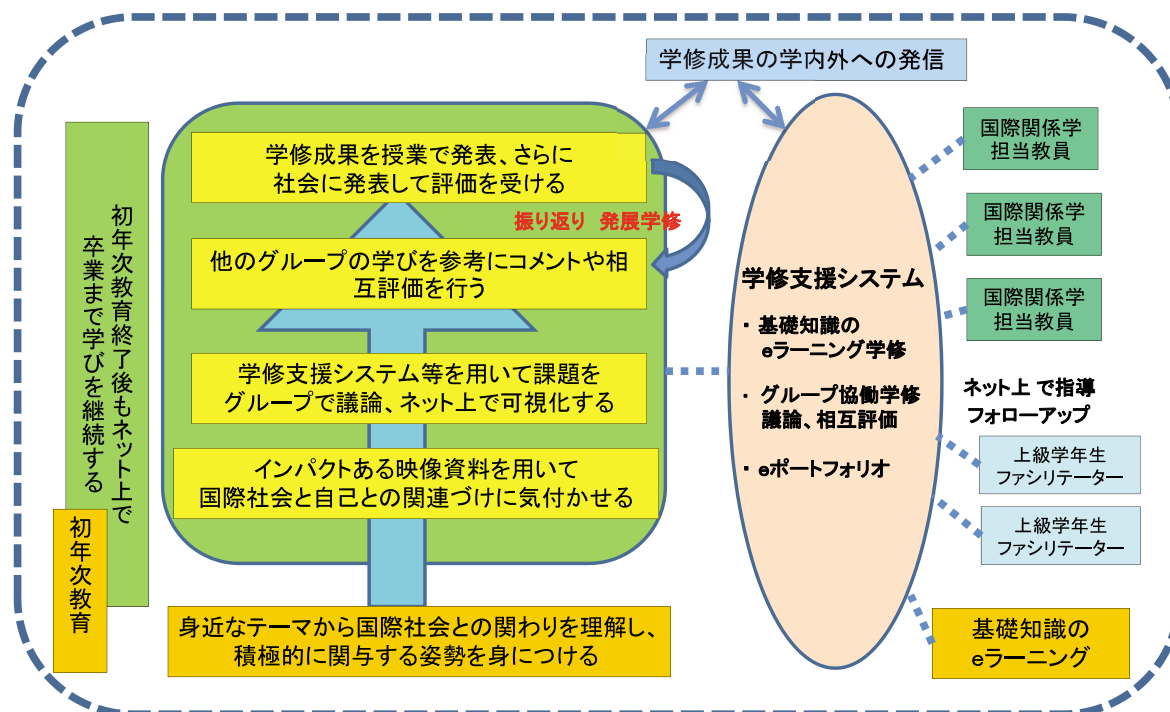 学修成果の学内外への発信
初年次教育終了後もネット上で
卒業まで学びを継続する
初年次教育
学修成果を授業で発表、さらに
社会に発表して評価を受ける
振り返り 発展学修
他のグループの学びを参考にコメントや相
互評価を行う
学修支援システム等を用いて課題を
グループで議論、ネット上で可視化する
インパクトある映像資料を用いて
国際社会と自己との関連づけに気付かせる
身近なテーマから国際社会との関わりを理解し、
積極的に関与する姿勢を身につける
学修支援システム
・ 基礎知識の
eラーニング学修
・ グループ協働学修
議論、相互評価
・ eポートフォリオ
国際関係学
担当教員
国際関係学
担当教員
国際関係学
担当教員
ネット上 で指導
フォローアップ
上級学年生
ファシリテーター
上級学年生
ファシリテーター
基礎知識の
eラーニング